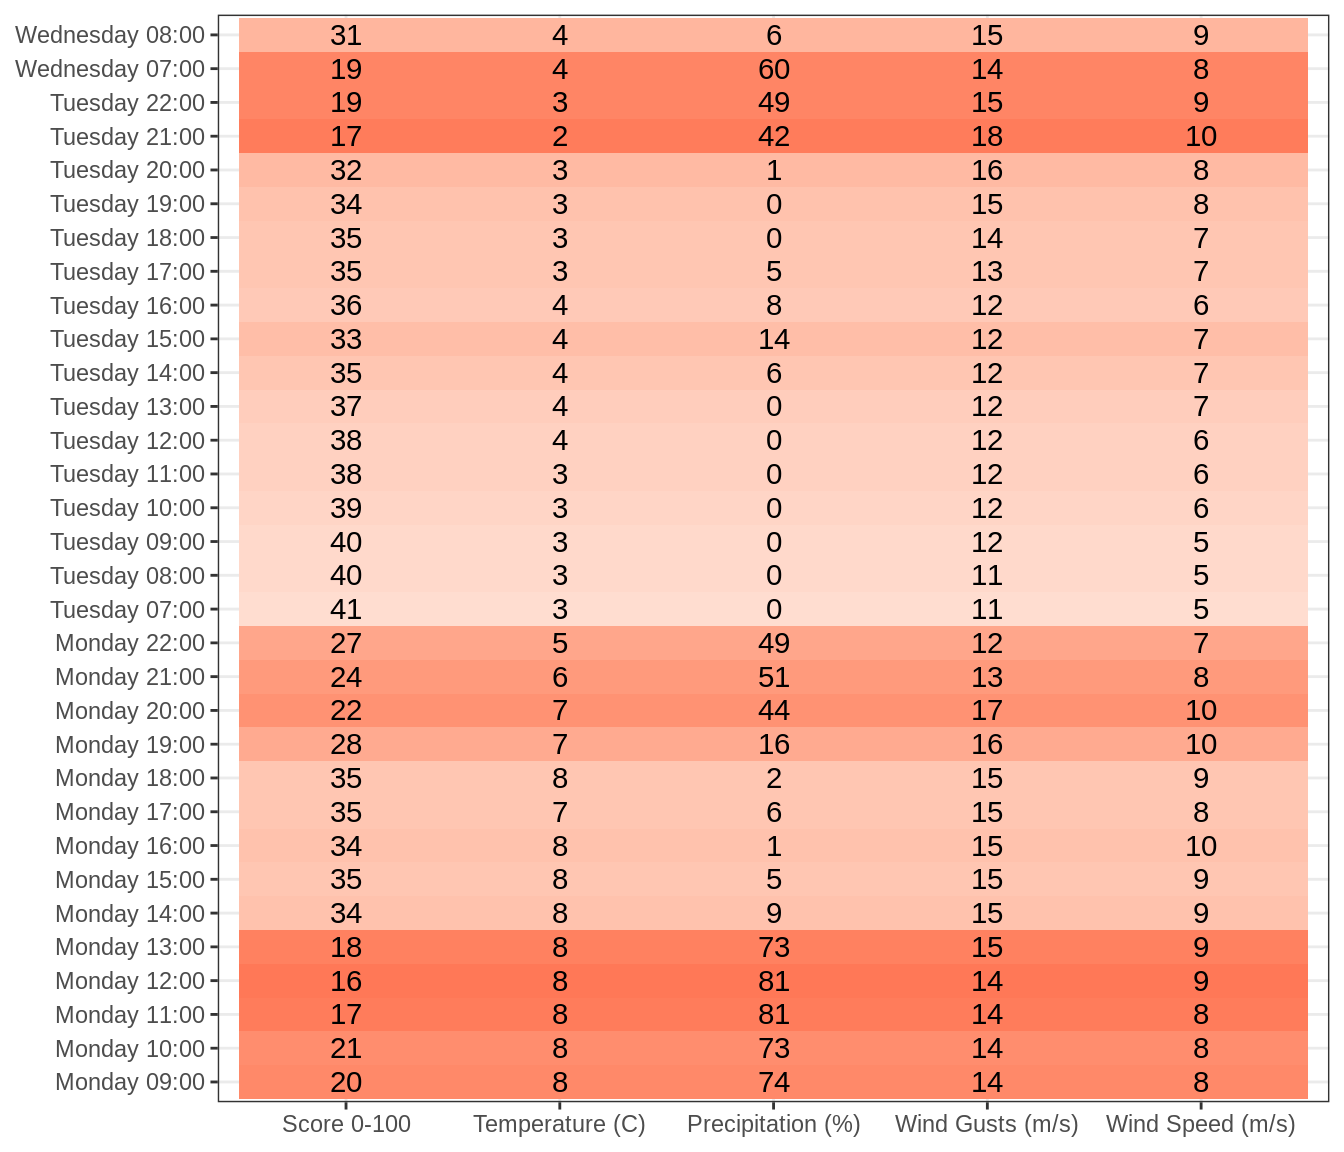 Wednesday 08:00 31 4 6 15 9
Wednesday 07:00 19 4 60 14 8
Tuesday 22:00 19 3 49 15 9
Tuesday 21:00 17 2 42 18 10
Tuesday 20:00 32 3 1 16 8
Tuesday 19:00 34 3 0 15 8
Tuesday 18:00 35 3 0 14 7
Tuesday 17:00 35 3 5 13 7
Tuesday 16:00 36 4 8 12 6
Tuesday 15:00 33 4 14 12 7
Tuesday 14:00 35 4 6 12 7
Tuesday 13:00 37 4 0 12 7
Tuesday 12:00 38 4 0 12 6
Tuesday 11:00 38 3 0 12 6
Tuesday 10:00 39 3 0 12 6
Tuesday 09:00 40 3 0 12 5
Tuesday 08:00 40 3 0 11 5
Tuesday 07:00 41 3 0 11 5
Monday 22:00 27 5 49 12 7
Monday 21:00 24 6 51 13 8
Monday 20:00 22 7 44 17 10
Monday 19:00 28 7 16 16 10
Monday 18:00 35 8 2 15 9
Monday 17:00 35 7 6 15 8
Monday 16:00 34 8 1 15 10
Monday 15:00 35 8 5 15 9
Monday 14:00 34 8 9 15 9
Monday 13:00 18 8 73 15 9
Monday 12:00 16 8 81 14 9
Monday 11:00 17 8 81 14 8
Monday 10:00 21 8 73 14 8
Monday 09:00 20 8 74 14 8
Score 0-100 Temperature (C) Precipitation (%) Wind Gusts (m/s) Wind Speed (m/s)